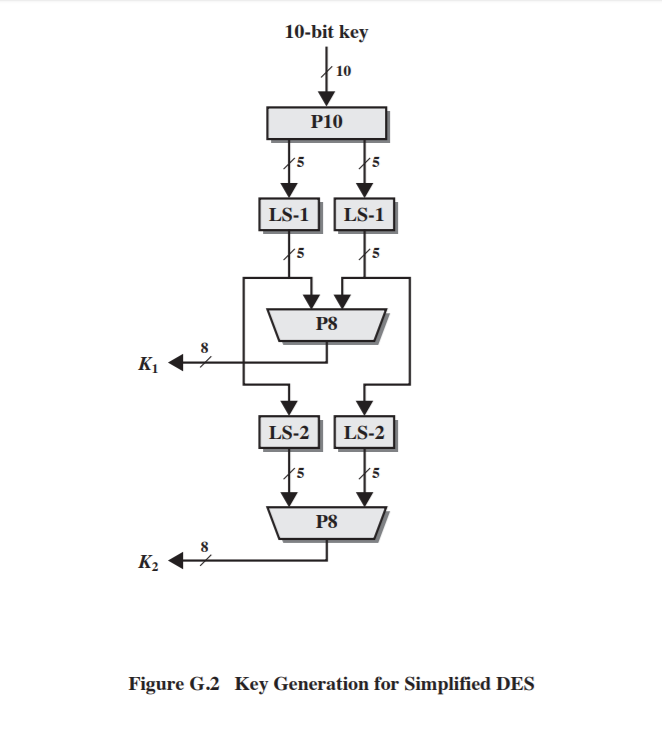 10-bit key
10
P10
5 5
LS-1 LS-1
5 5
P8
8
K1
LS-2 LS-2
5 5
P8
8
K2
Figure G.2 Key Generation for Simplified DES